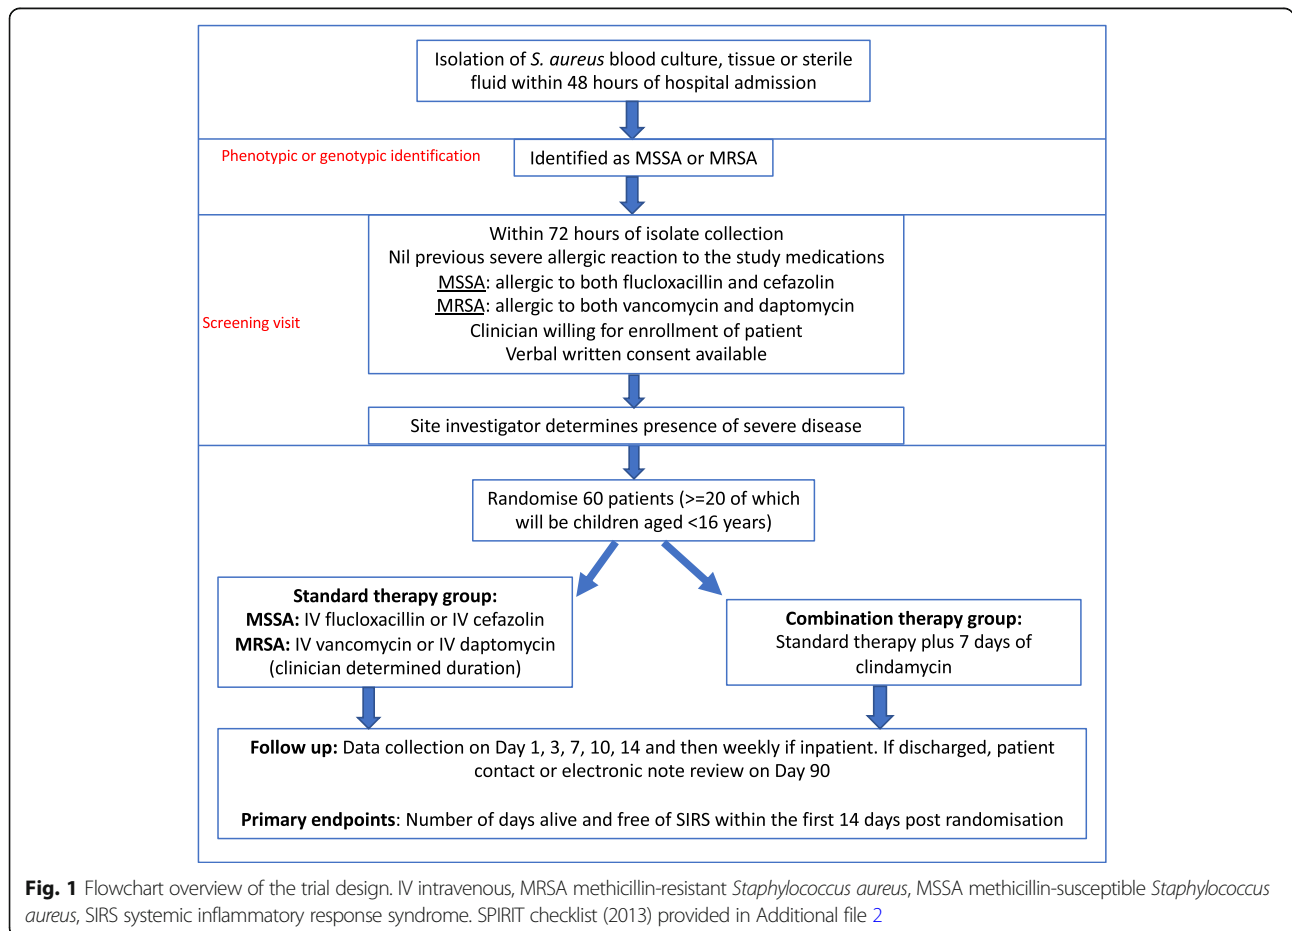 Isolation of S. aureus blood culture, tissue or sterile
fluid within 48 hours of hospital admission
Phenotypic or genotypic identification
Identified as MSSA or MRSA
Screening visit
Within 72 hours of isolate collection
Nil previous severe allergic reaction to the study medications
MSSA: allergic to both flucloxacillin and cefazolin
MRSA: allergic to both vancomycin and daptomycin
Clinician willing for enrollment of patient
Verbal written consent available
Site investigator determines presence of severe disease
Randomise 60 patients (>=20 of which
will be children aged <16 years)
Standard therapy group:
MSSA: IV flucloxacillin or IV cefazolin
MRSA: IV vancomycin or IV daptomycin
(clinician determined duration)
Combination therapy group:
Standard therapy plus 7 days of
clindamycin
Follow up: Data collection on Day 1, 3, 7, 10, 14 and then weekly if inpatient. If discharged, patient
contact or electronic note review on Day 90
Primary endpoints: Number of days alive and free of SIRS within the first 14 days post randomisation
Fig. 1 Flowchart overview of the trial design. IV intravenous, MRSA methicillin-resistant Staphylococcus aureus, MSSA methicillin-susceptible Staphylococcus
aureus, SIRS systemic inflammatory response syndrome. SPIRIT checklist (2013) provided in Additional file 2